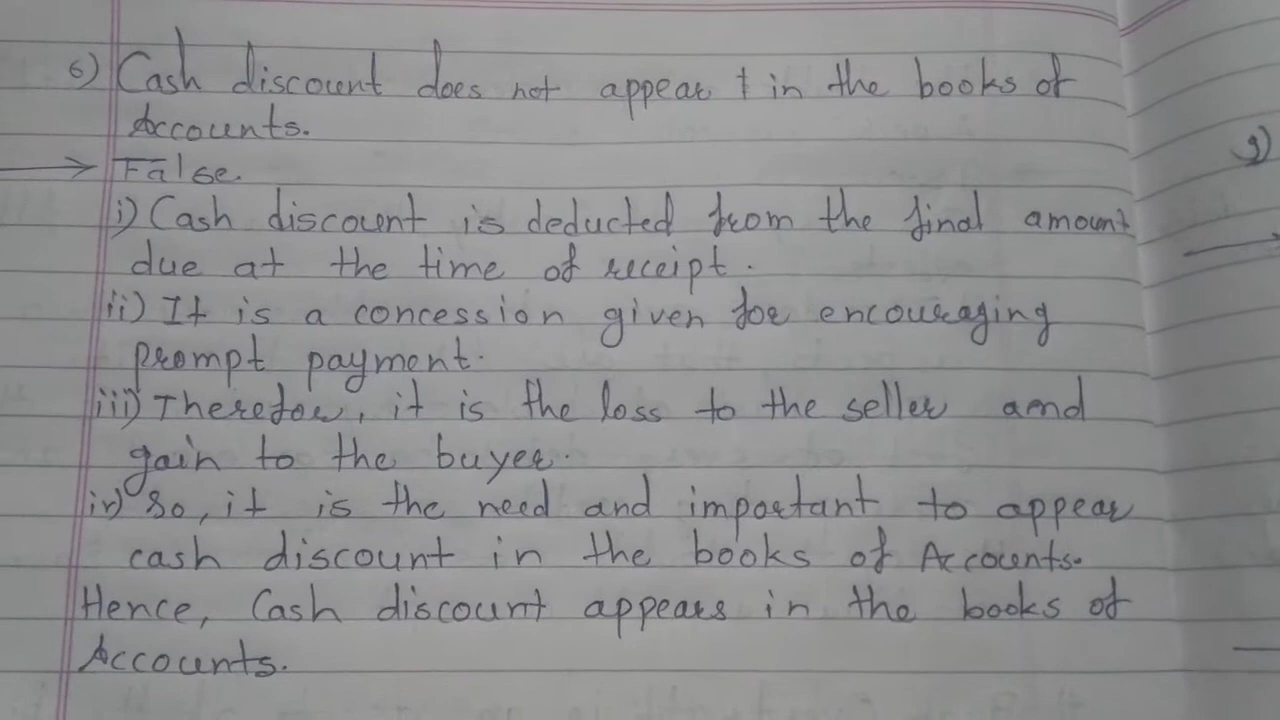 6) Cash discount does not appear in the books of
Accounts.
→ False.
i) Cash discount is deducted from the final amount
due at the time of receipt.
ii) It is a concession given for encouraging
prompt payment.
iii) Therefor, it is the loss to the seller and
gain to the buyer.
iv) So, it is the need and important to appear
cash discount in the books of Accounts.
Hence, Cash discount appears in the books of
Accounts.
9)